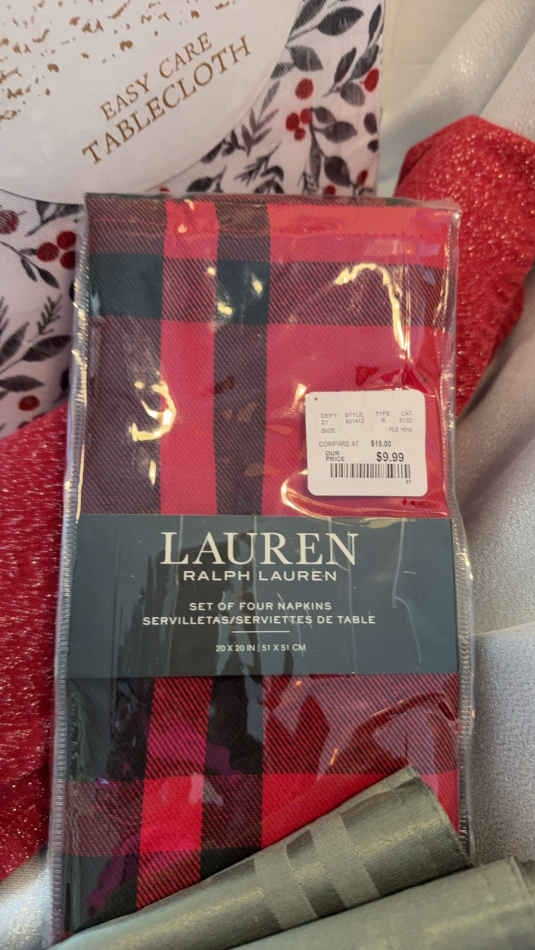 EASY CARE
TABLECLOTH
DEPT STYLE TYPE CAT
COMPARE AT $15.00
OUR PRICE $9.99
LAUREN
RALPH LAUREN
SET OF FOUR NAPKINS
SERVILLETAS/SERVIETTES DE TABLE
20 X 20 IN | 51 X 51 CM